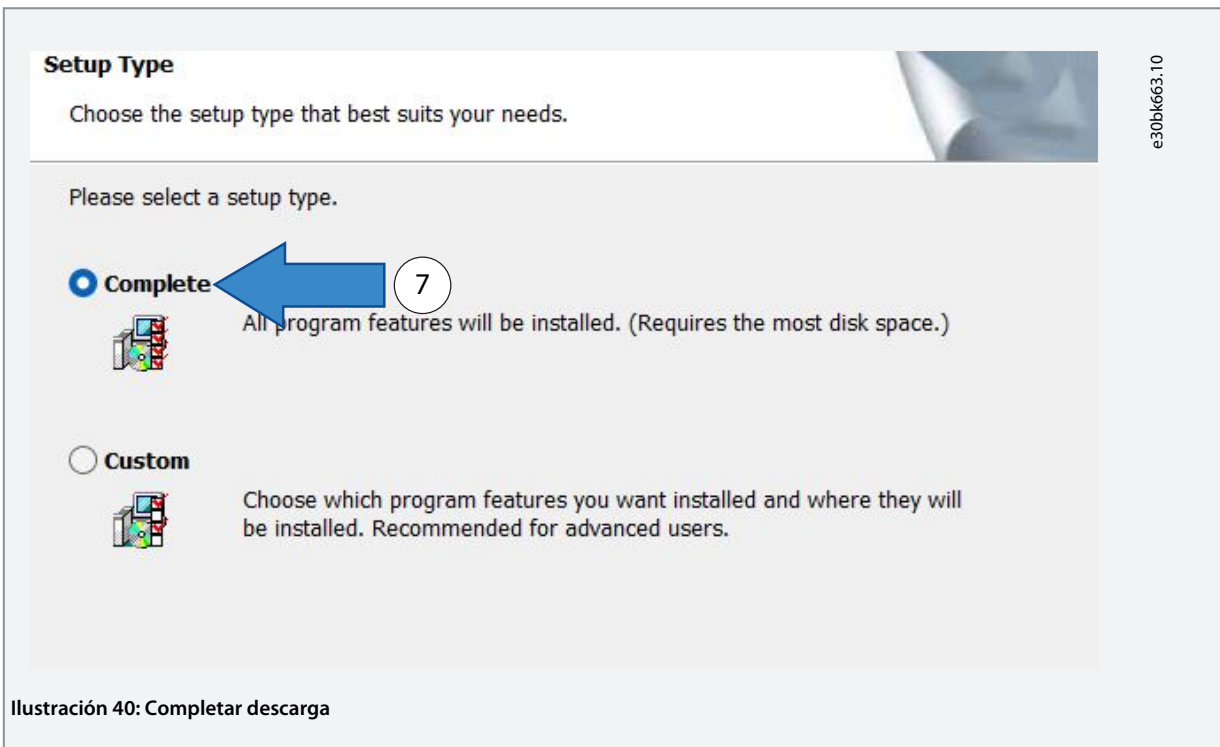 Setup Type
Choose the setup type that best suits your needs.
e30bk663.10
Please select a setup type.
Complete
7
All program features will be installed. (Requires the most disk space.)
Custom
Choose which program features you want installed and where they will
be installed. Recommended for advanced users.
Ilustración 40: Completar descarga